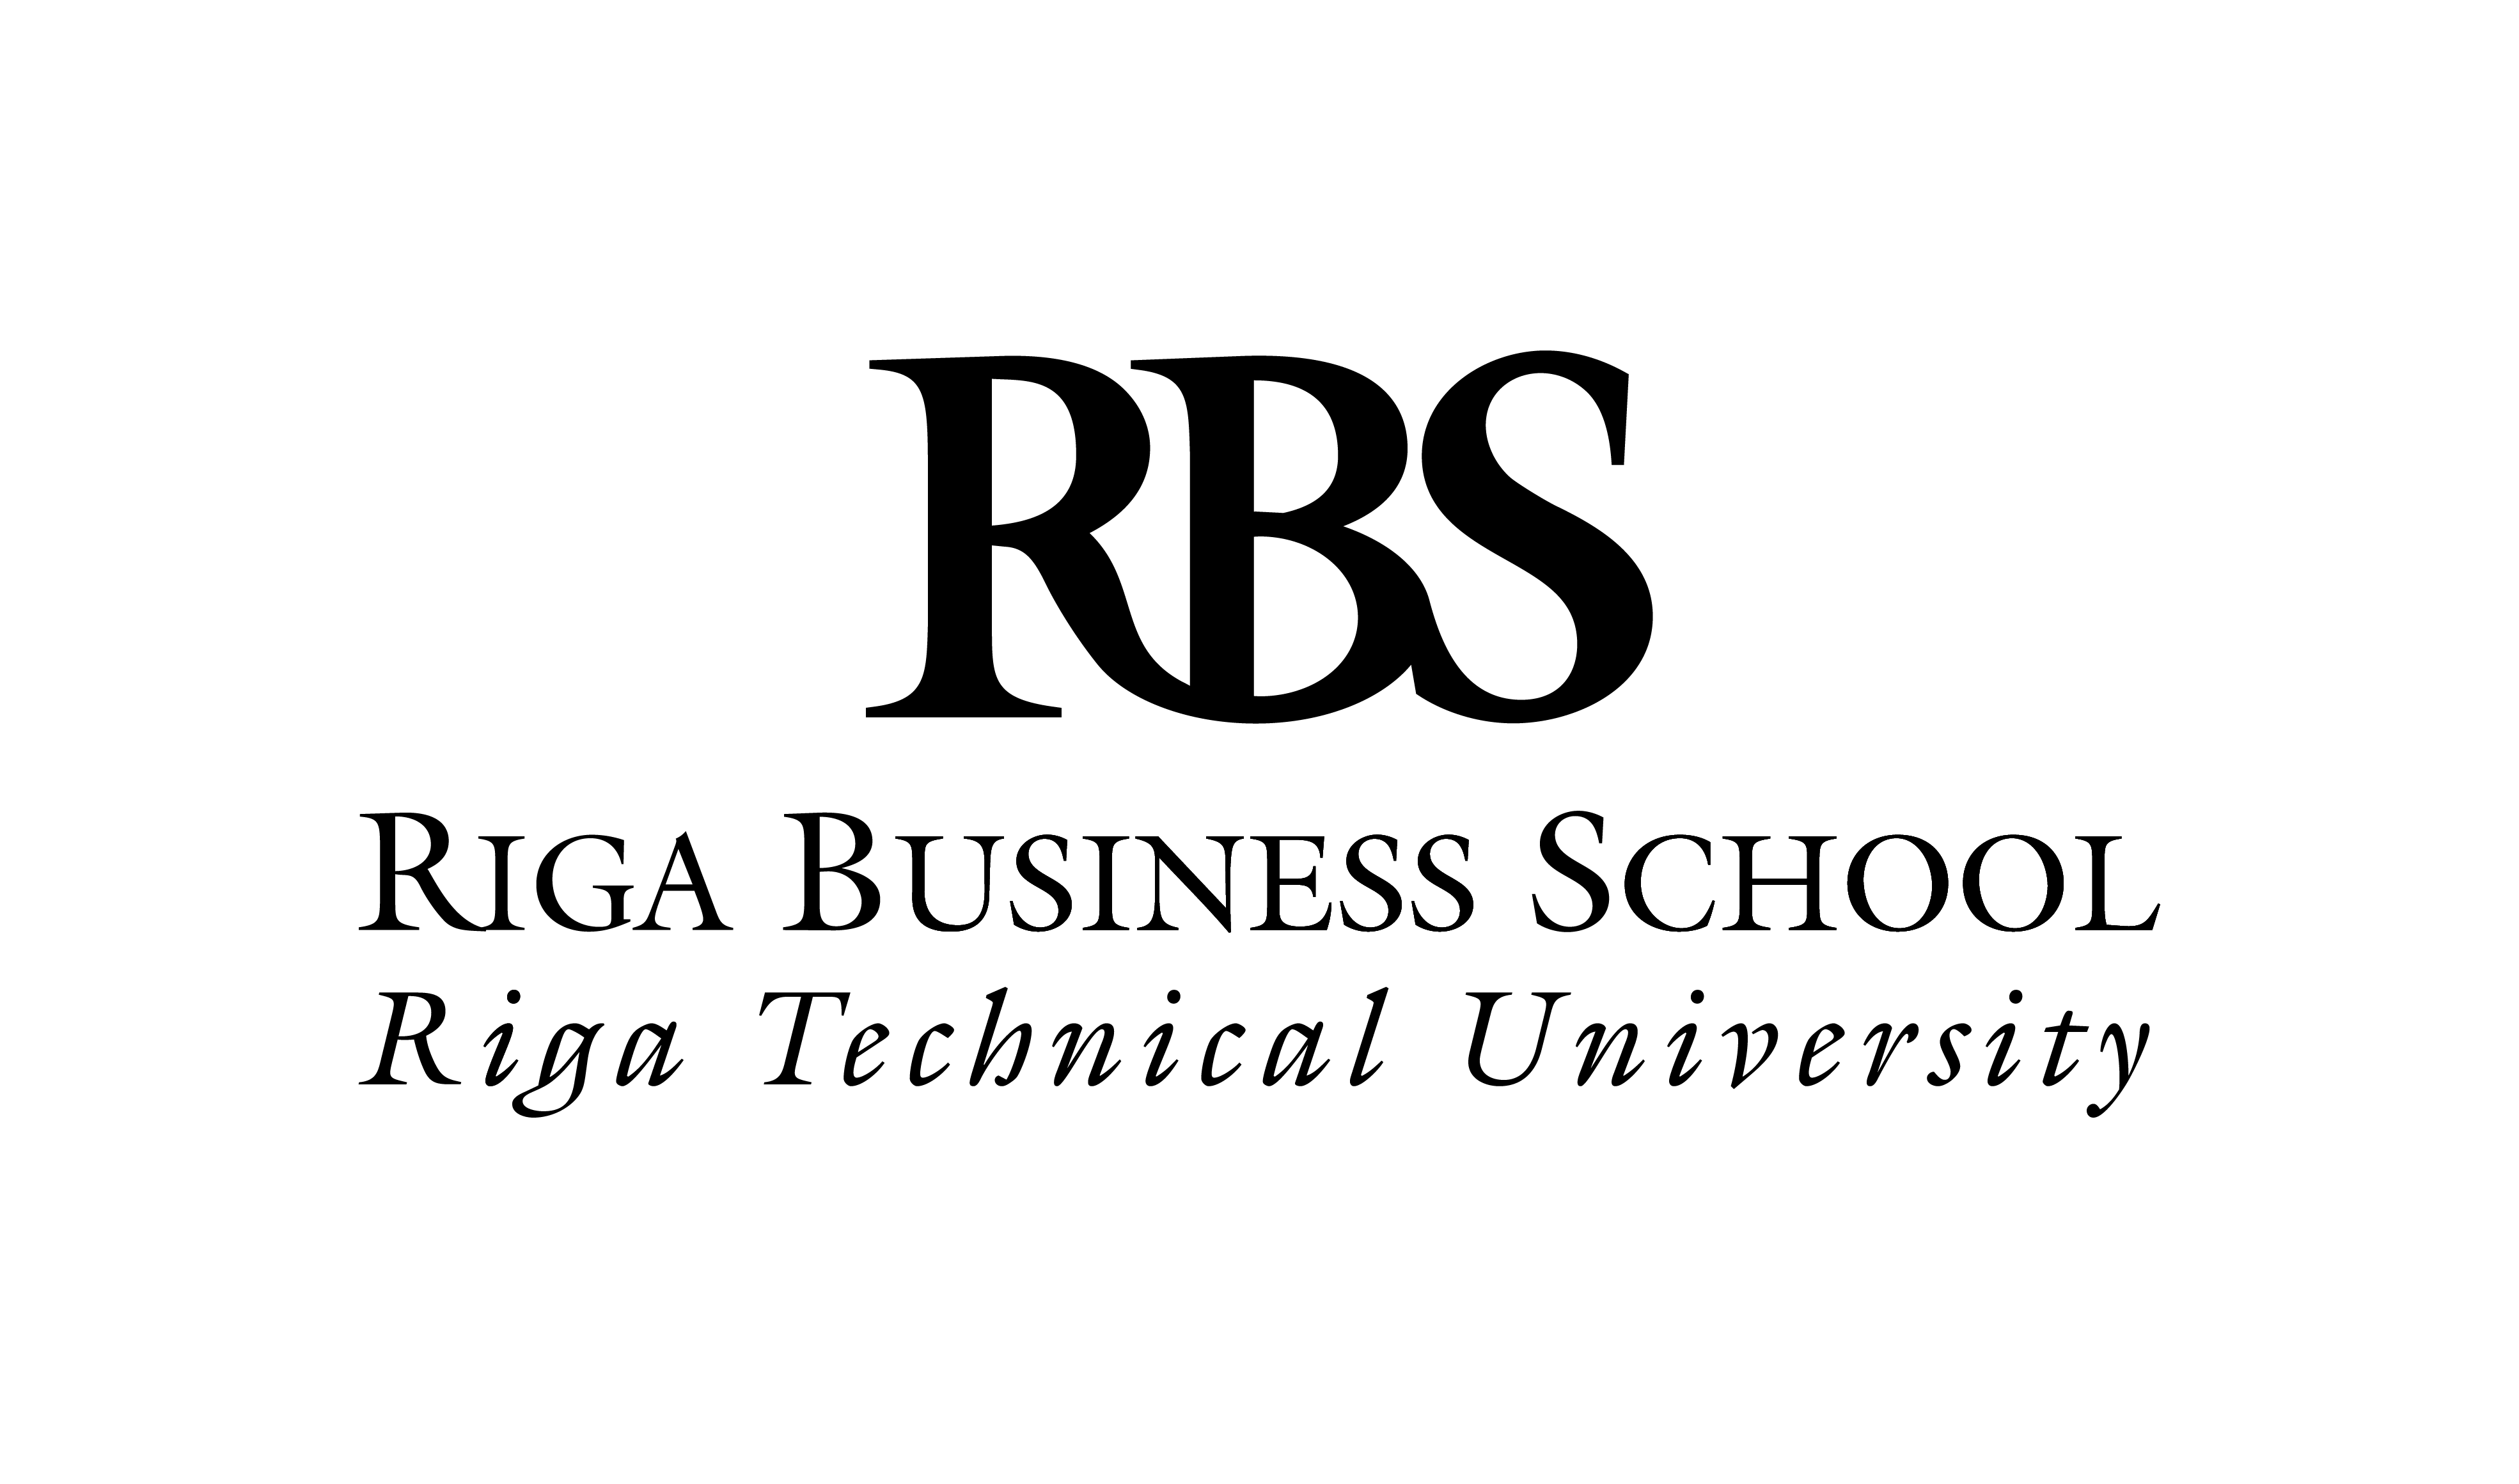 RBS
RIGA BUSINESS SCHOOL
Riga Technical University